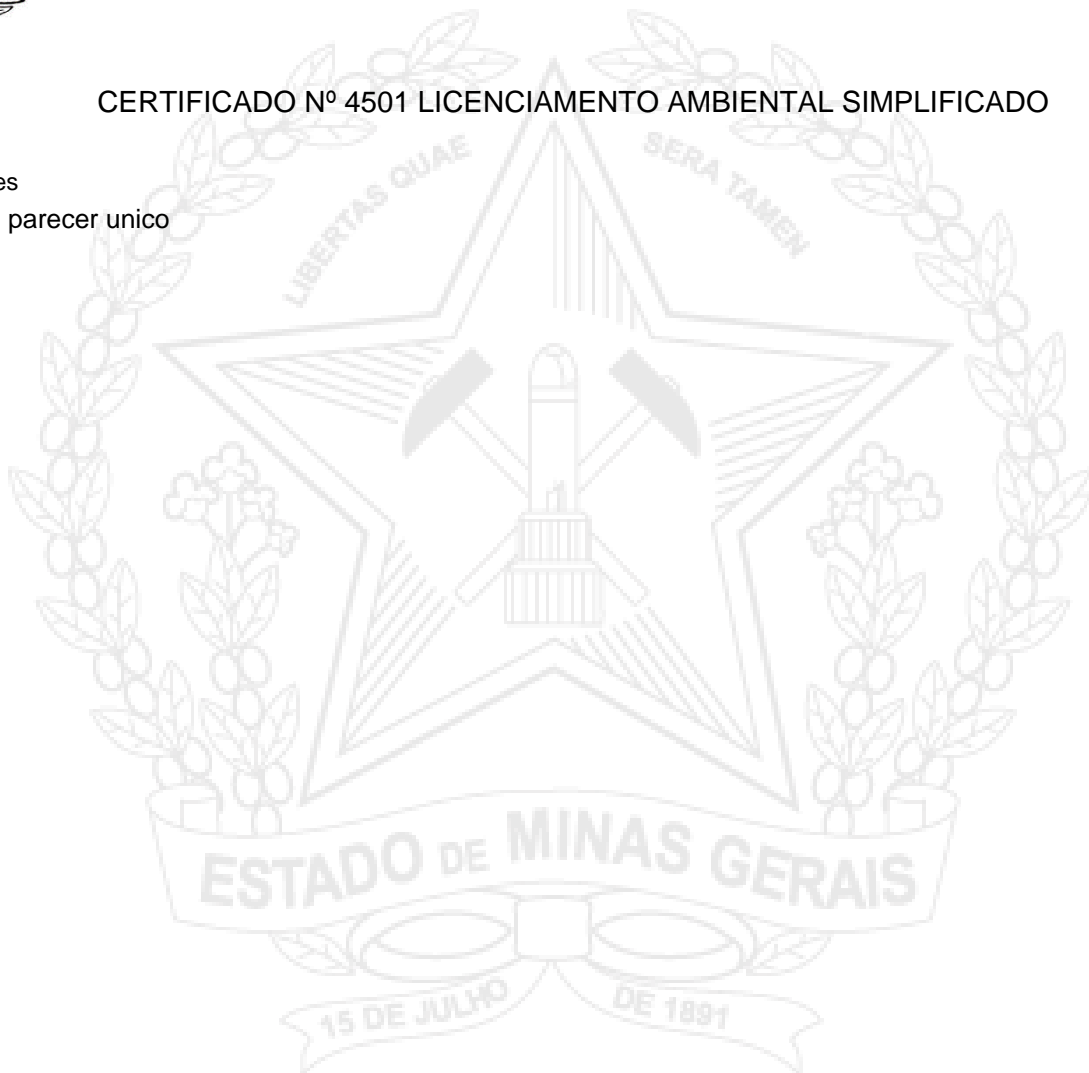 CERTIFICADO Nº 4501 LICENCIAMENTO AMBIENTAL SIMPLIFICADO
es
parecer unico
LIBERTAS QUAE SERA TAMEN
ESTADO DE MINAS GERAIS
15 DE JULHO DE 1891